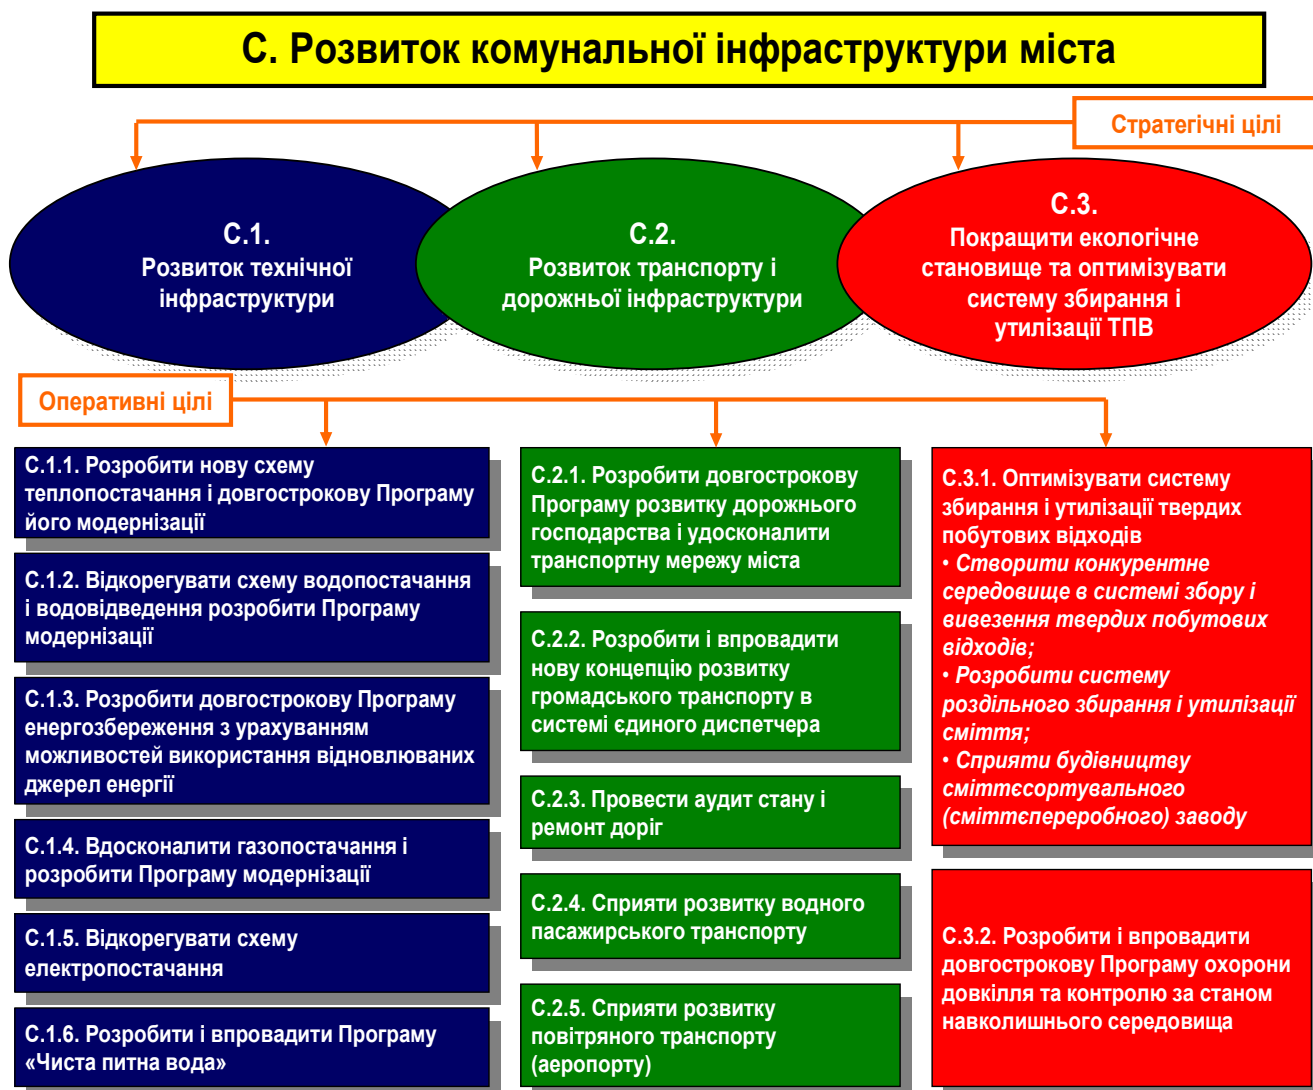 С. Розвиток комунальної інфраструктури міста
Стратегічні цілі
С.1.
Розвиток технічної
інфраструктури
С.2.
Розвиток транспорту і
дорожньої інфраструктури
С.3.
Покращити екологічне
становище та оптимізувати
систему збирання і
утилізації ТПВ
Оперативні цілі
С.1.1. Розробити нову схему
теплопостачання і довгострокову Програму
його модернізації
С.1.2. Відкорегувати схему водопостачання
і водовідведення розробити Програму
модернізації
С.1.3. Розробити довгострокову Програму
енергозбереження з урахуванням
можливостей використання відновлюваних
джерел енергії
С.1.4. Вдосконалити газопостачання і
розробити Програму модернізації
С.1.5. Відкорегувати схему
електропостачання
С.1.6. Розробити і впровадити Програму
«Чиста питна вода»
С.2.1. Розробити довгострокову
Програму розвитку дорожнього
господарства і удосконалити
транспортну мережу міста
С.2.2. Розробити і впровадити
нову концепцію розвитку
громадського транспорту в
системі єдиного диспетчера
С.2.3. Провести аудит стану і
ремонт доріг
С.2.4. Сприяти розвитку водного
пасажирського транспорту
С.2.5. Сприяти розвитку
повітряного транспорту
(аеропорту)
С.3.1. Оптимізувати систему
збирання і утилізації твердих
побутових відходів
• Створити конкурентне
середовище в системі збору і
вивезення твердих побутових
відходів;
• Розробити систему
роздільного збирання і утилізації
сміття;
• Сприяти будівництву
сміттєсортувального
(сміттєпереробного) заводу
С.3.2. Розробити і впровадити
довгострокову Програму охорони
довкілля та контролю за станом
навколишнього середовища